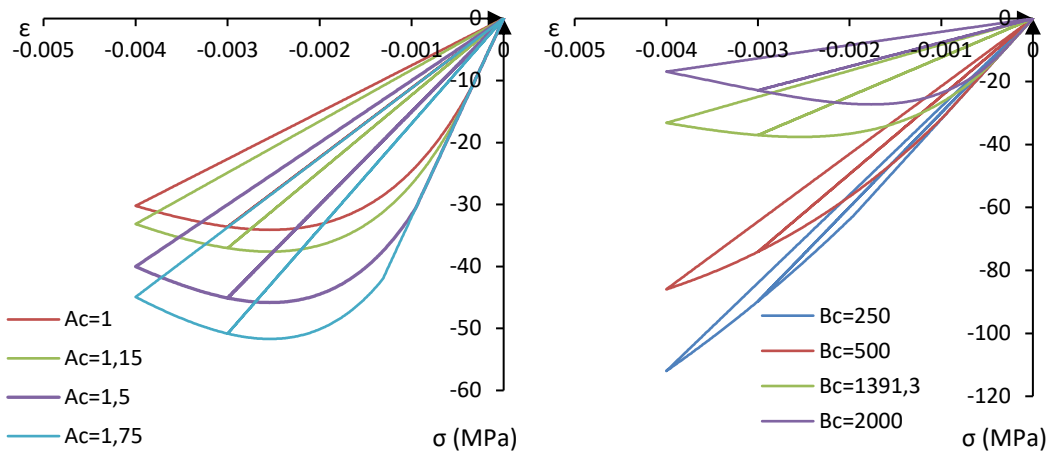 ε
0
-0.005 -0.004 -0.003 -0.002 -0.001 0
-10
-20
-30
-40
-50
-60
Ac=1
Ac=1,15
Ac=1,5
Ac=1,75
σ (MPa)
ε
0
-0.005 -0.004 -0.003 -0.002 -0.001 0
-20
-40
-60
-80
-100
-120
Bc=250
Bc=500
Bc=1391,3
Bc=2000
σ (MPa)